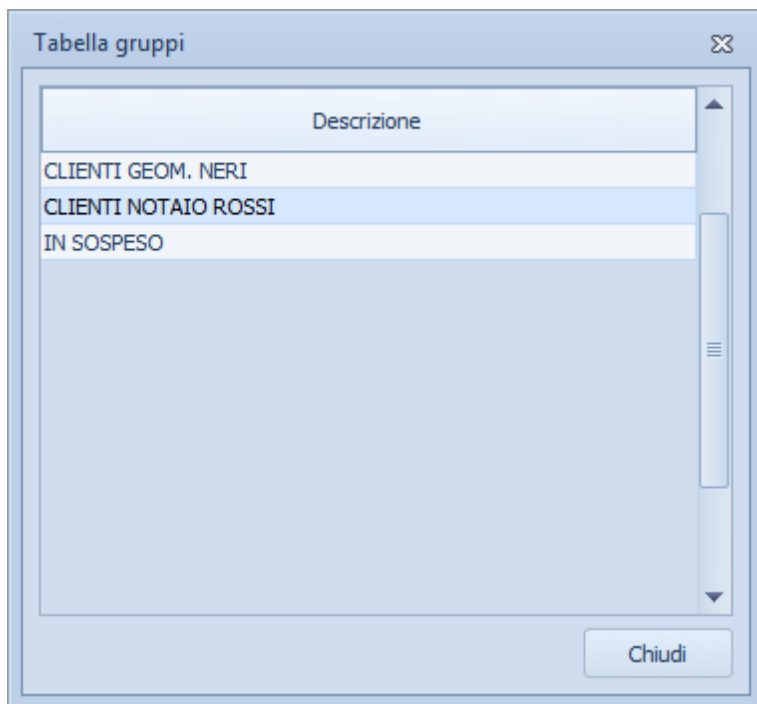 Tabella gruppi
Descrizione
CLIENTI GEOM. NERI
CLIENTI NOTAIO ROSSI
IN SOSPESO
Chiudi